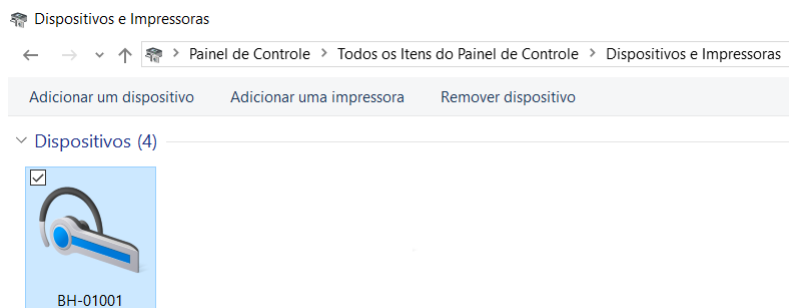 Dispositivos e Impressoras
Painel de Controle > Todos os Itens do Painel de Controle > Dispositivos e Impressoras
Adicionar um dispositivo Adicionar uma impressora Remover dispositivo
Dispositivos (4)
BH-01001